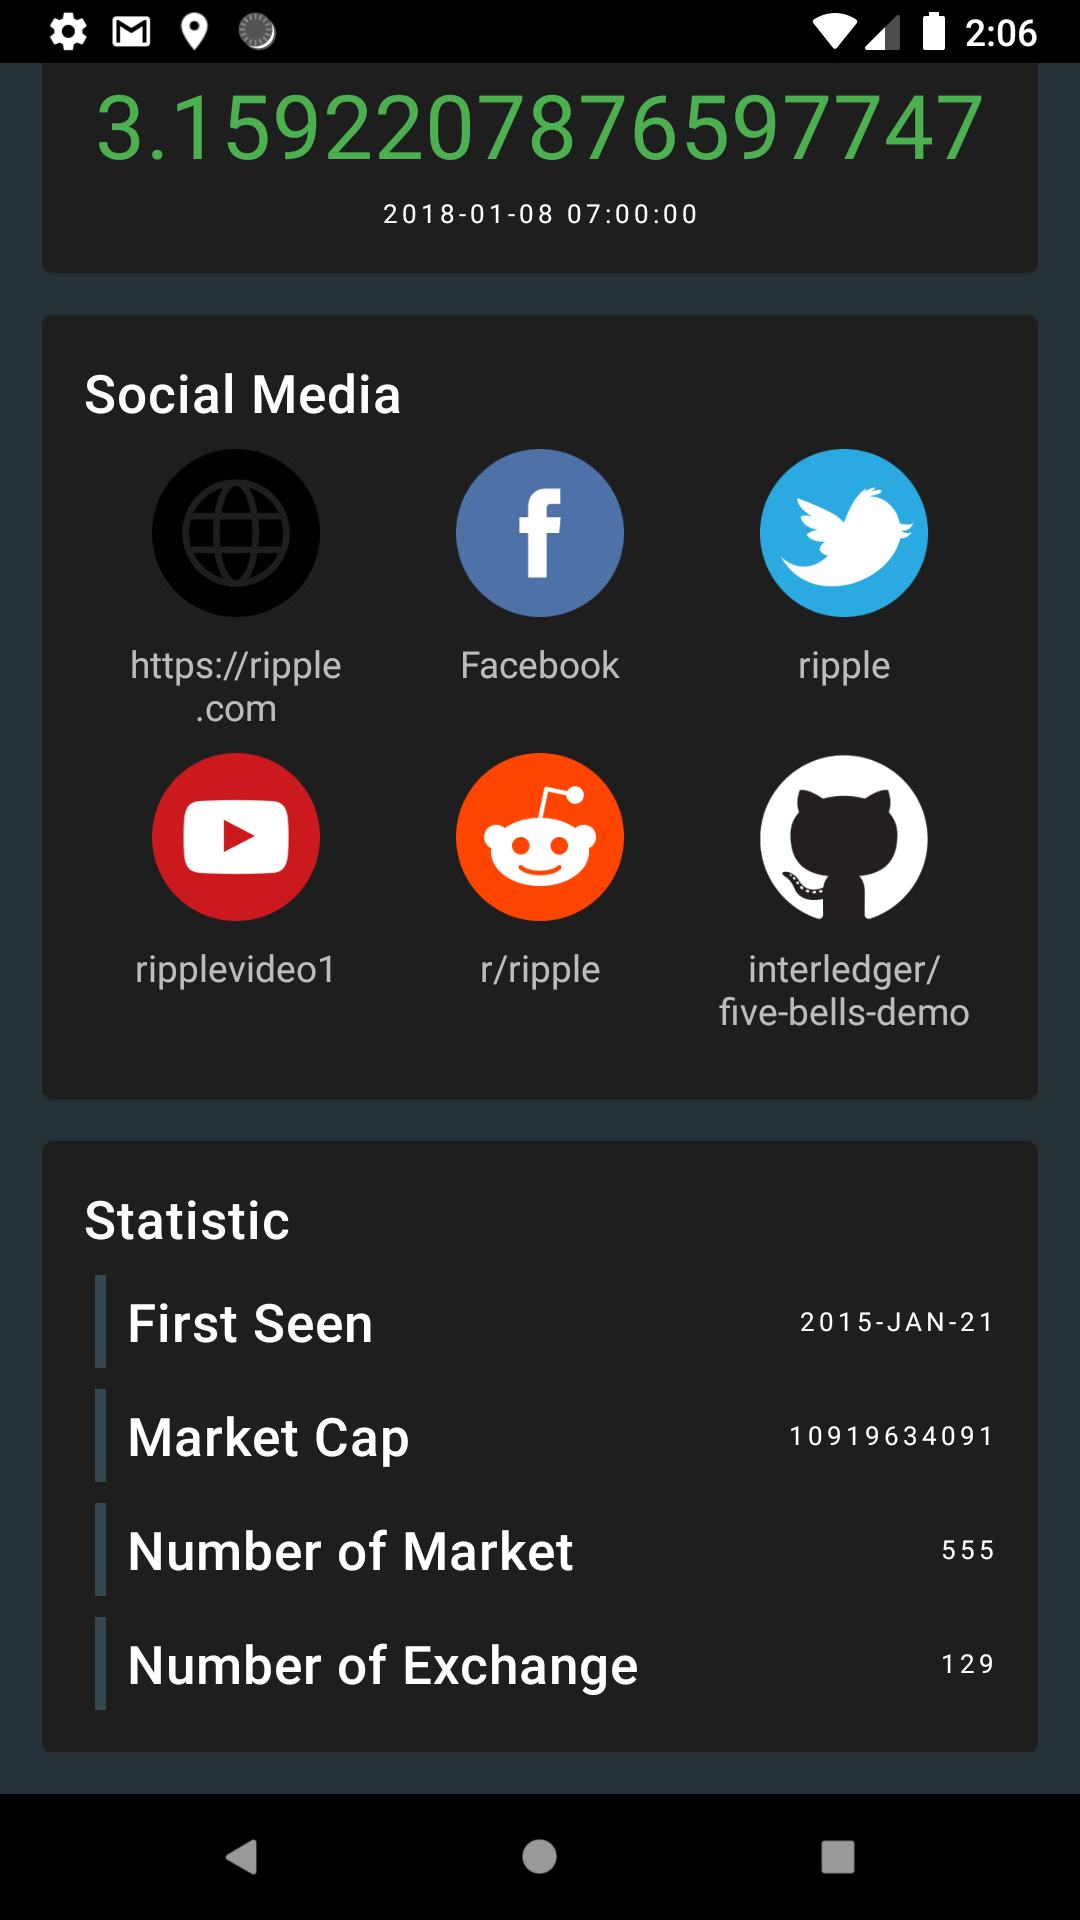 2:06
3.1592207876597747
2018-01-08 07:00:00
Social Media
https://ripple
.com
Facebook
ripple
ripplevideo1
r/ripple
interledger/
five-bells-demo
Statistic
First Seen
2015-JAN-21
Market Cap
10919634091
Number of Market
555
Number of Exchange
129